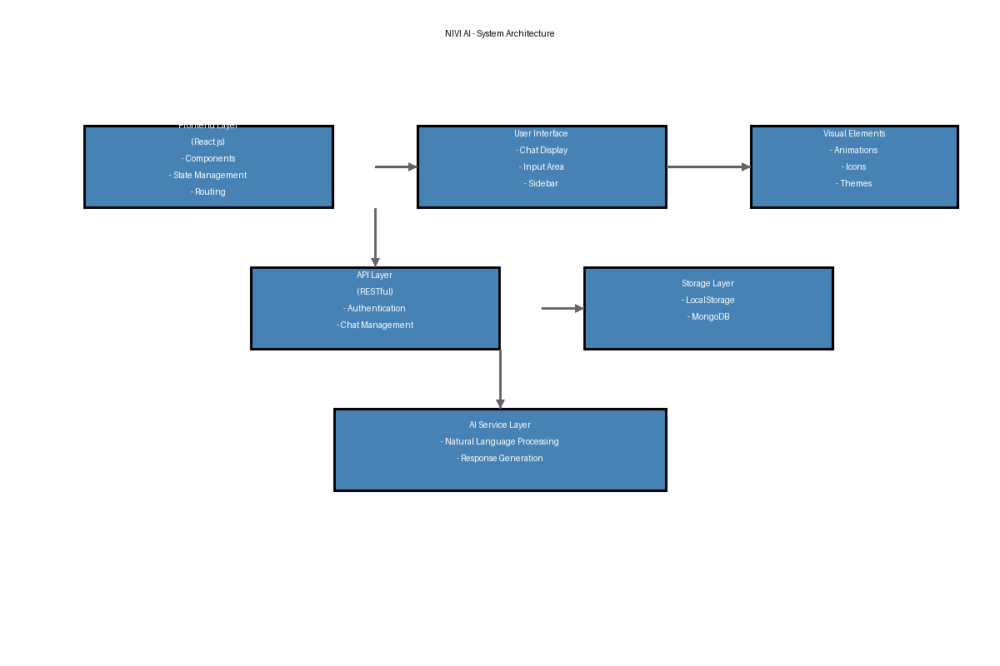 NIVI AI - System Architecture
Frontend Layer
(React.js)
- Components
- State Management
- Routing
User Interface
- Chat Display
- Input Area
- Sidebar
Visual Elements
- Animations
- Icons
- Themes
API Layer
(RESTful)
- Authentication
- Chat Management
Storage Layer
- LocalStorage
- MongoDB
AI Service Layer
- Natural Language Processing
- Response Generation